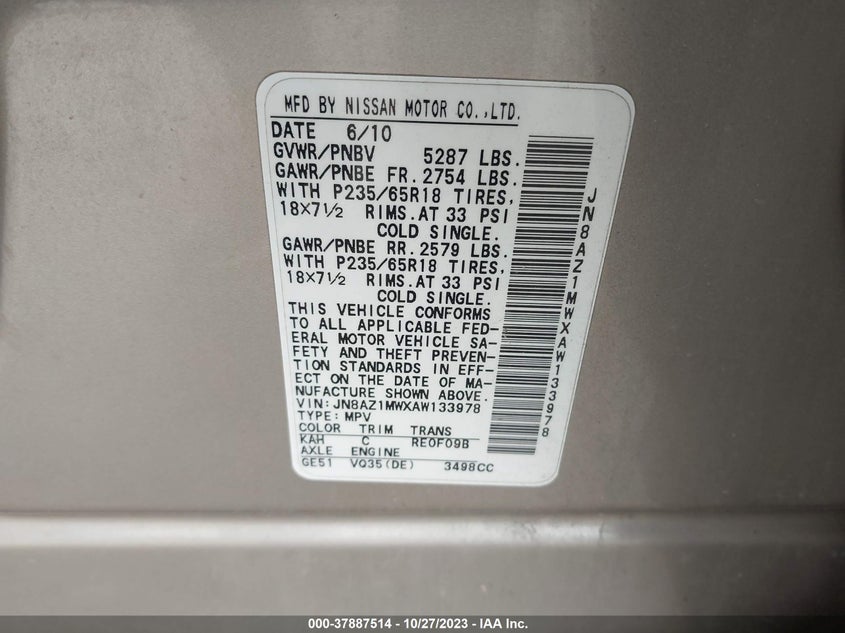 MFD BY NISSAN MOTOR CO.,LTD.
DATE 6/10
GVWR/PNBV 5287 LBS.
GAWR/PNBE FR. 2754 LBS.
WITH P235/65R18 TIRES,
18×7½ RIMS. AT 33 PSI
COLD SINGLE.
GAWR/PNBE RR. 2579 LBS.
WITH P235/65R18 TIRES,
18×7½ RIMS. AT 33 PSI
COLD SINGLE.
THIS VEHICLE CONFORMS
TO ALL APPLICABLE FED-
ERAL MOTOR VEHICLE SA-
FETY AND THEFT PREVEN-
TION STANDARDS IN EFF-
ECT ON THE DATE OF MA-
NUFACTURE SHOWN ABOVE.
VIN: JN8AZ1MWXAW133978
TYPE: MPV
COLOR TRIM TRANS
KAH C RE0F09B
AXLE ENGINE
GE51 VQ35(DE) 3498CC
JN8AZ1MWXAW133978
000-37887514 - 10/27/2023 - IAA Inc.